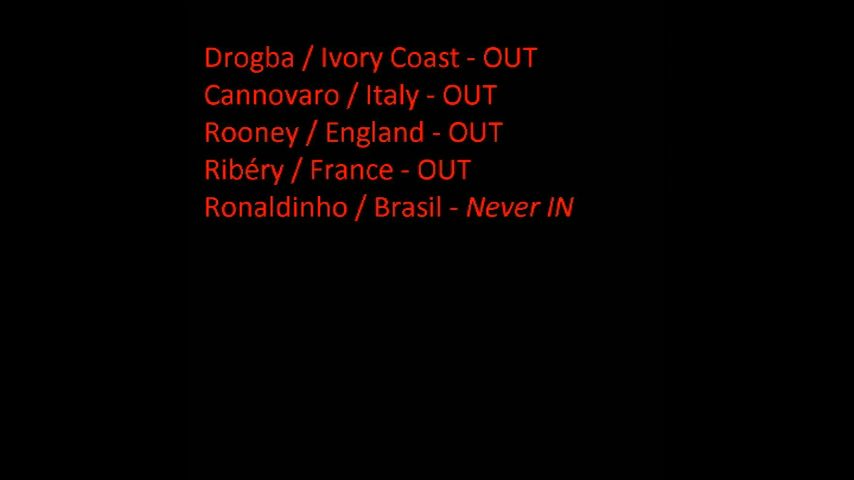 Drogba / Ivory Coast - OUT
Cannovaro / Italy - OUT
Rooney / England - OUT
Ribéry / France - OUT
Ronaldinho / Brasil - Never IN